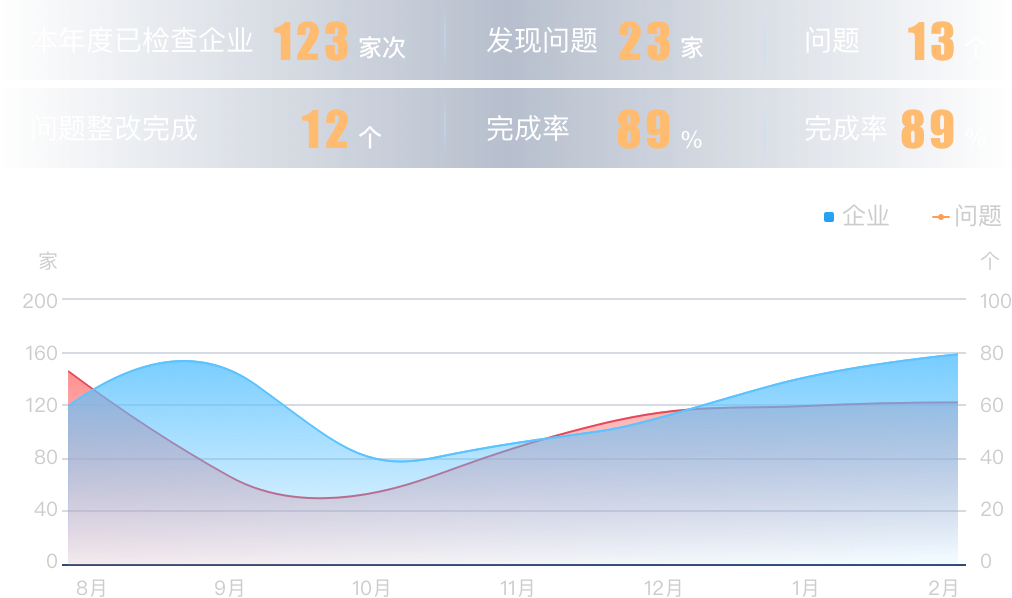 本年度已检查企业 123 家次 发现问题 23 家 问题 13 个
问题整改完成 12 个 完成率 89 % 完成率 89 %
企业 问题
家 个
200 100
160 80
120 60
80 40
40 20
0 0
8月 9月 10月 11月 12月 1月 2月